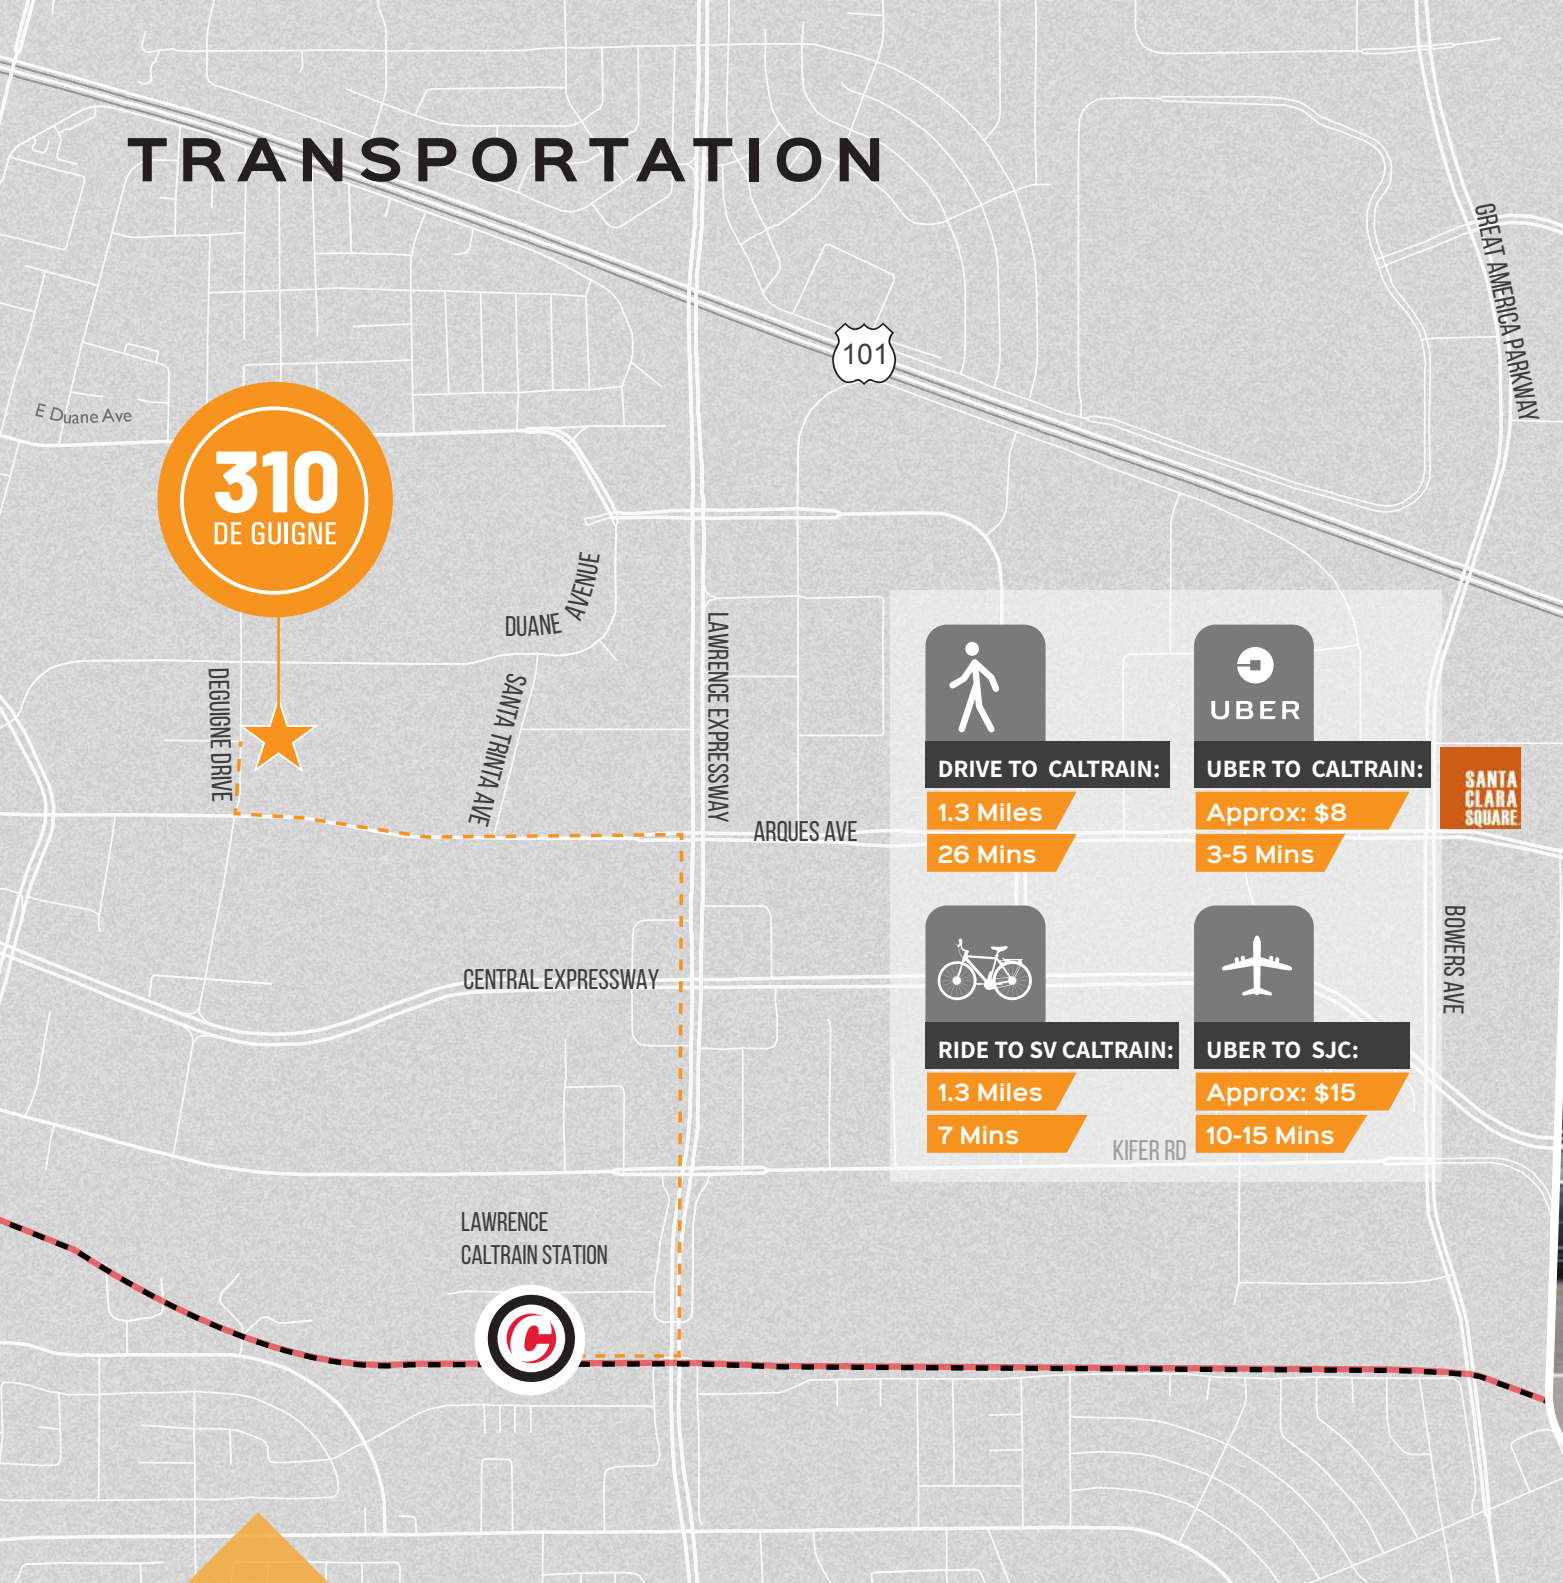 TRANSPORTATION
GREAT AMERICA PARKWAY
101
E Duane Ave
310
DE GUIGNE
DUANE AVENUE
DEGUIGNE DRIVE
SANTA TRINTA AVE
LAWRENCE EXPRESSWAY
ARQUES AVE
UBER
DRIVE TO CALTRAIN:
1.3 Miles
26 Mins
UBER TO CALTRAIN:
Approx: $8
3-5 Mins
SANTA
CLARA
SQUARE
BOWERS AVE
CENTRAL EXPRESSWAY
RIDE TO SV CALTRAIN:
1.3 Miles
7 Mins
UBER TO SJC:
Approx: $15
10-15 Mins
KIFER RD
LAWRENCE
CALTRAIN STATION
C